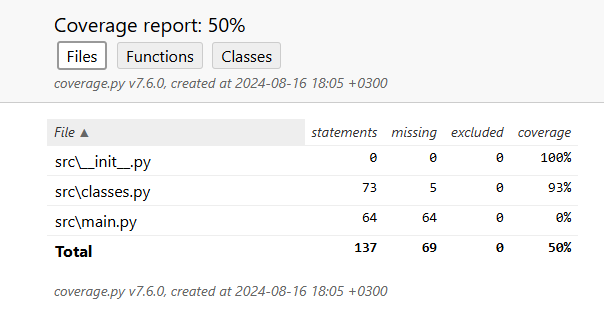 Coverage report: 50%
Files Functions Classes
coverage.py v7.6.0, created at 2024-08-16 18:05 +0300
File ▲ statements missing excluded coverage
src\__init__.py 0 0 0 100%
src\classes.py 73 5 0 93%
src\main.py 64 64 0 0%
Total 137 69 0 50%
coverage.py v7.6.0, created at 2024-08-16 18:05 +0300